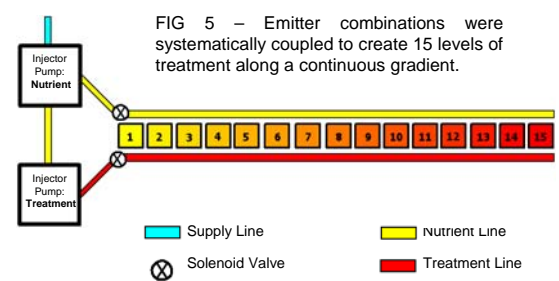 FIG 5 – Emitter combinations were
systematically coupled to create 15 levels of
treatment along a continuous gradient.
Injector
Pump:
Nutrient
1 2 3 4 5 6 7 8 9 10 11 12 13 14 15
Injector
Pump:
Treatment
Supply Line
Nutrient Line
Solenoid Valve
Treatment Line